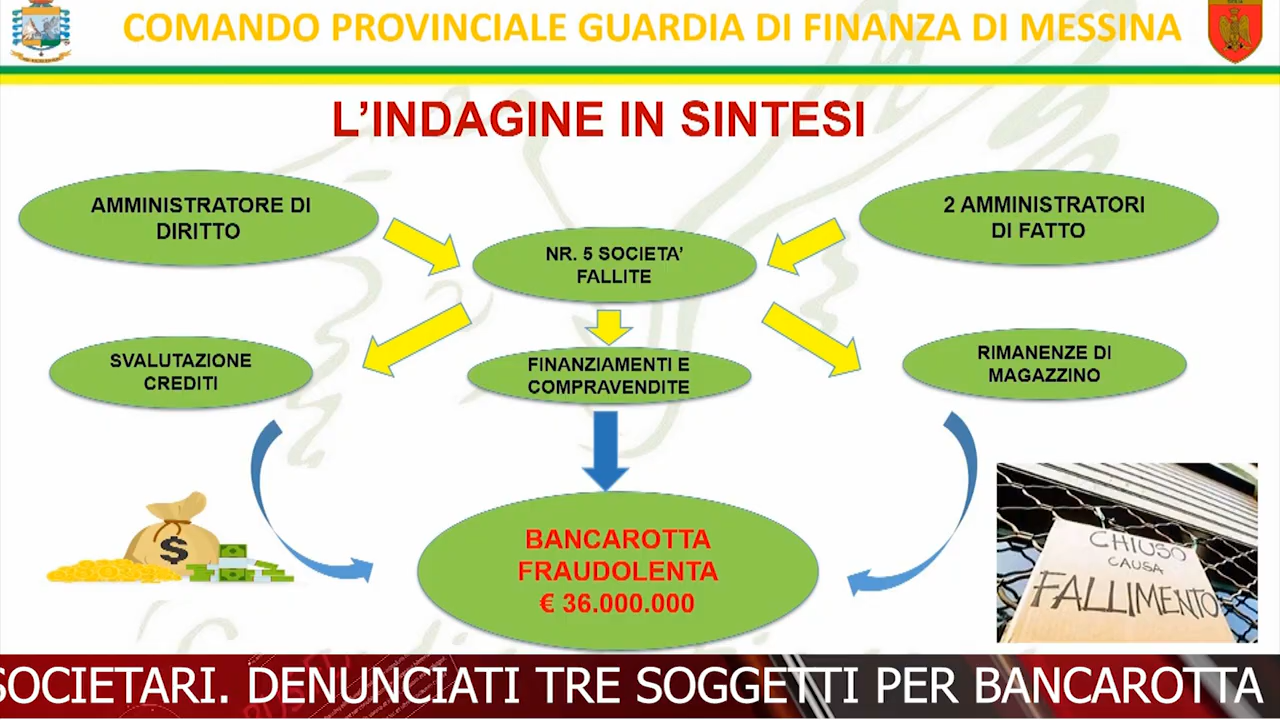 COMANDO PROVINCIALE GUARDIA DI FINANZA DI MESSINA
L'INDAGINE IN SINTESI
AMMINISTRATORE DI
DIRITTO
2 AMMINISTRATORI
DI FATTO
NR. 5 SOCIETA'
FALLITE
SVALUTAZIONE
CREDITI
FINANZIAMENTI E
COMPRAVENDITE
RIMANENZE DI
MAGAZZINO
BANCAROTTA
FRAUDOLENTA
€ 36.000.000
$
CHIUSO
CAUSA
FALLIMENTO
SOCIETARI. DENUNCIATI TRE SOGGETTI PER BANCAROTTA